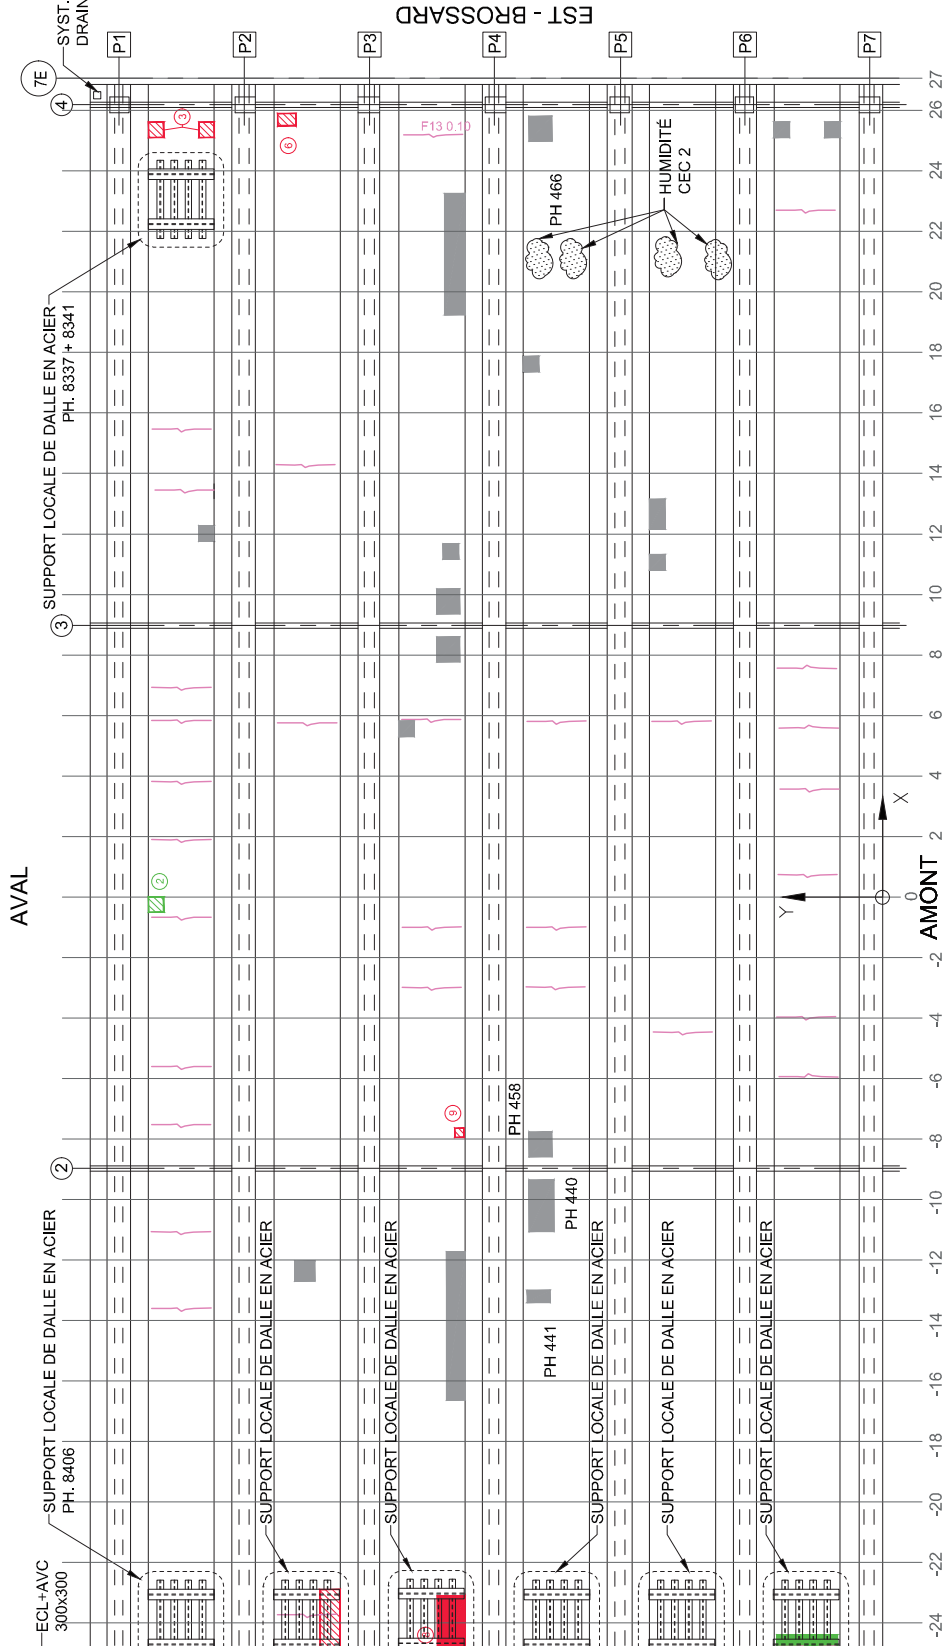 EST - BROSSARD
SYST.
DRAIN
7E
P1
P2
P3
P4
P5
P6
P7
4
27
26
24
22
20
18
16
14
12
10
8
6
4
2
0
-2
-4
-6
-8
-10
-12
-14
-16
-18
-20
-22
-24
3
6
F13 0.10
PH 466
HUMIDITÉ
CEC 2
SUPPORT LOCALE DE DALLE EN ACIER
PH. 8337 + 8341
3
AVAL
2
X
Y
AMONT
9
PH 458
2
PH 440
PH 441
SUPPORT LOCALE DE DALLE EN ACIER
PH. 8406
SUPPORT LOCALE DE DALLE EN ACIER
SUPPORT LOCALE DE DALLE EN ACIER
SUPPORT LOCALE DE DALLE EN ACIER
SUPPORT LOCALE DE DALLE EN ACIER
SUPPORT LOCALE DE DALLE EN ACIER
ECL+AVC
300x300